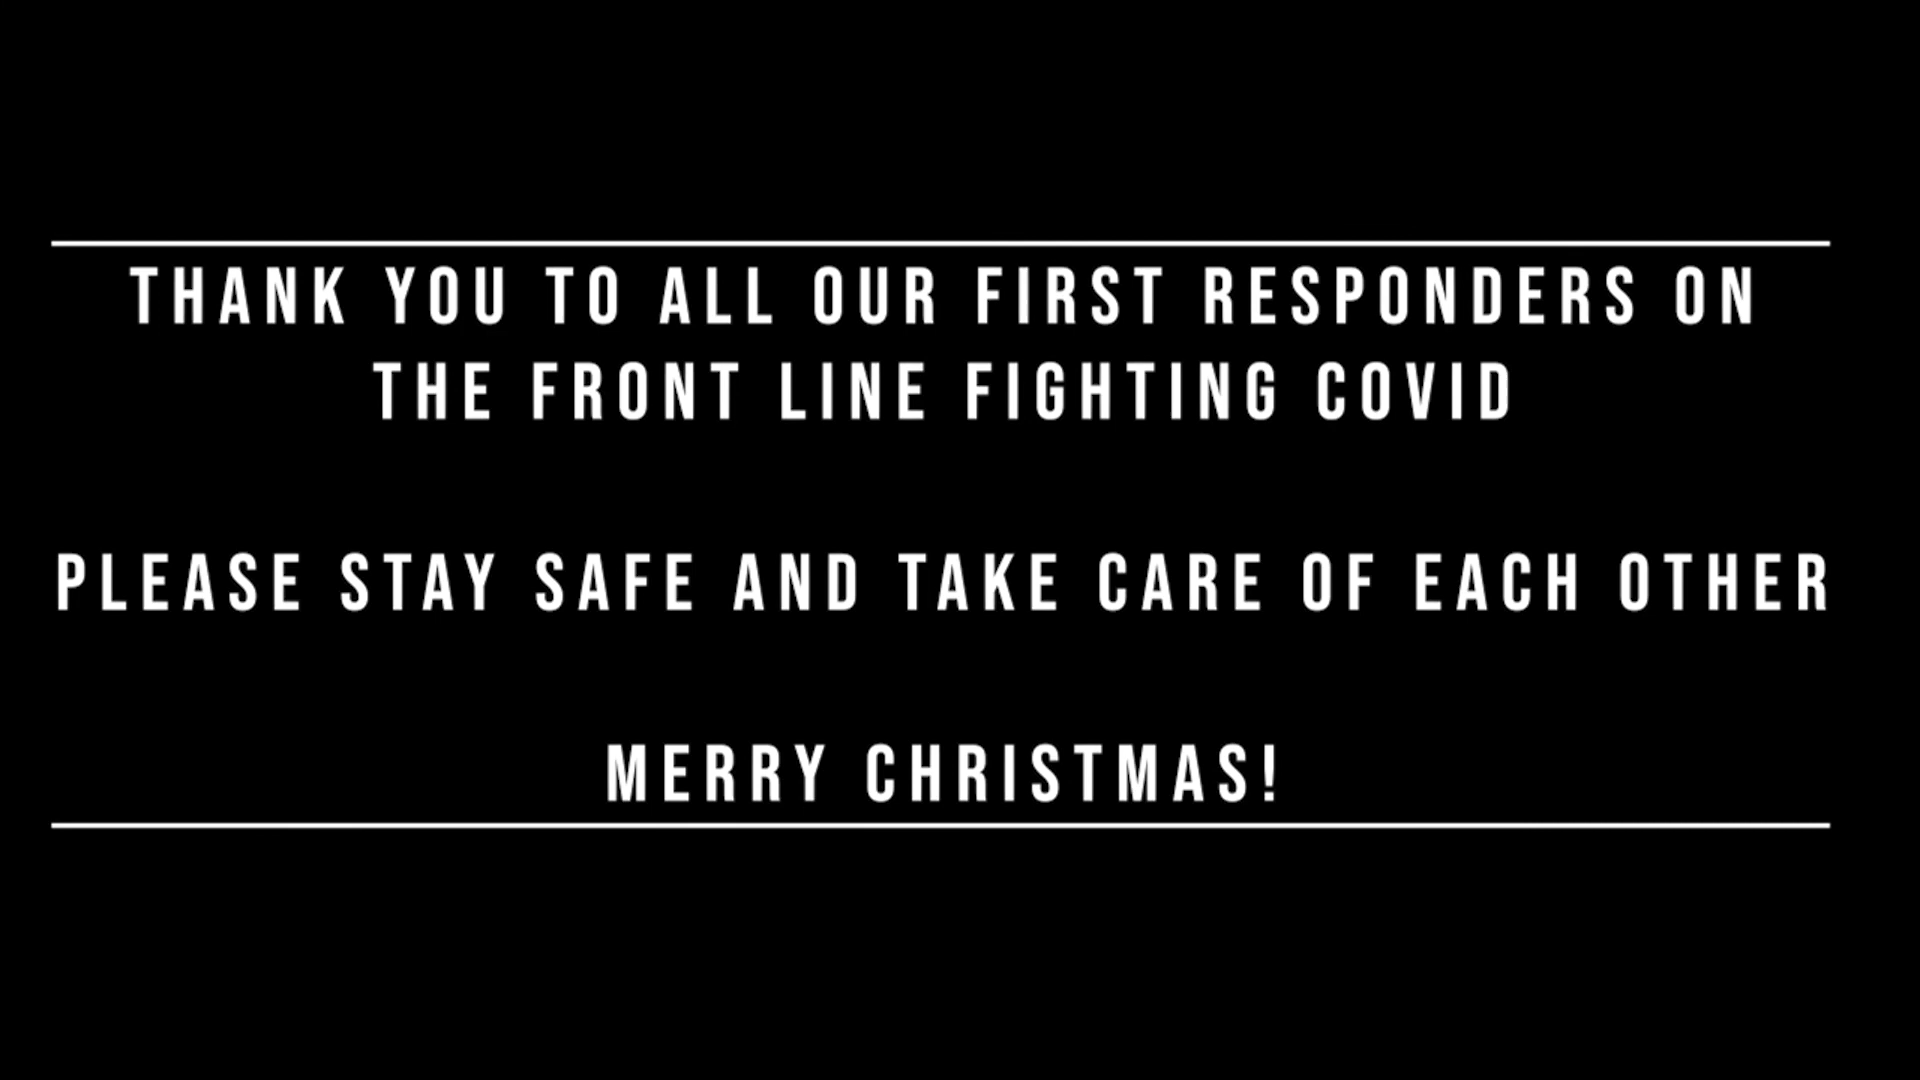 THANK YOU TO ALL OUR FIRST RESPONDERS ON
THE FRONT LINE FIGHTING COVID
PLEASE STAY SAFE AND TAKE CARE OF EACH OTHER
MERRY CHRISTMAS!